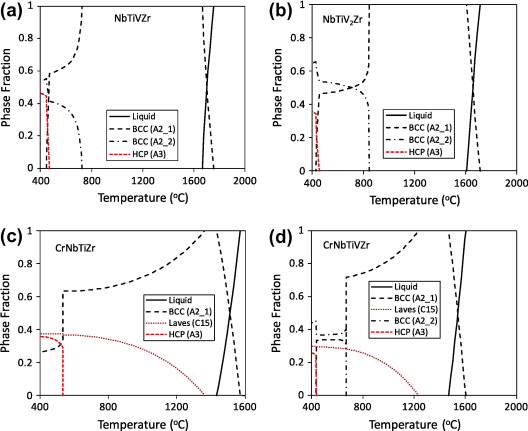 (a)
NbTiVZr
Phase Fraction
1
0.8
0.6
0.4
0.2
0
Liquid
BCC (A2_1)
BCC (A2_2)
HCP (A3)
400
800
1200
1600
2000
Temperature (°C)
(b)
NbTiV₂Zr
Phase Fraction
1
0.8
0.6
0.4
0.2
0
Liquid
BCC (A2_1)
BCC (A2_2)
HCP (A3)
400
800
1200
1600
2000
Temperature (°C)
(c)
CrNbTiZr
Phase Fraction
1
0.8
0.6
0.4
0.2
0
Liquid
BCC (A2_1)
Laves (C15)
HCP (A3)
400
800
1200
1600
Temperature (°C)
(d)
CrNbTiVZr
Phase Fraction
1
0.8
0.6
0.4
0.2
0
Liquid
BCC (A2_1)
Laves (C15)
BCC (A2_2)
HCP (A3)
400
800
1200
1600
2000
Temperature (°C)